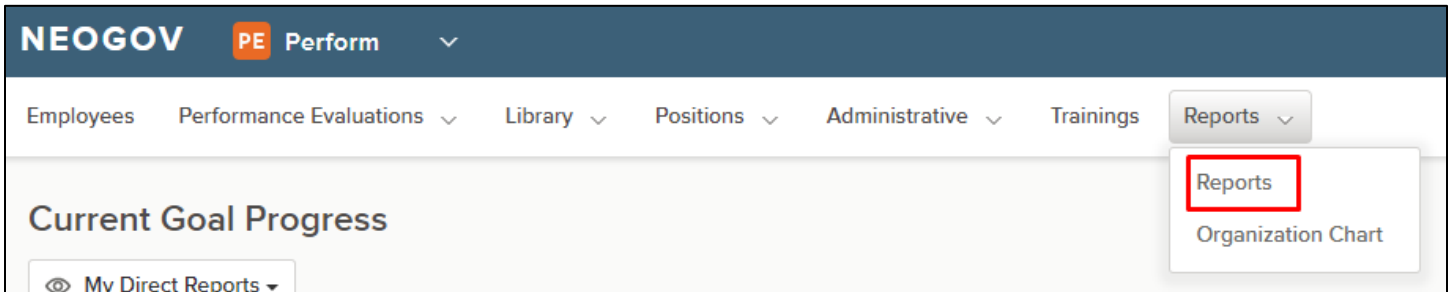 NEOGOV PE Perform
Employees Performance Evaluations Library Positions Administrative Trainings Reports
Reports
Current Goal Progress
Organization Chart
My Direct Reports